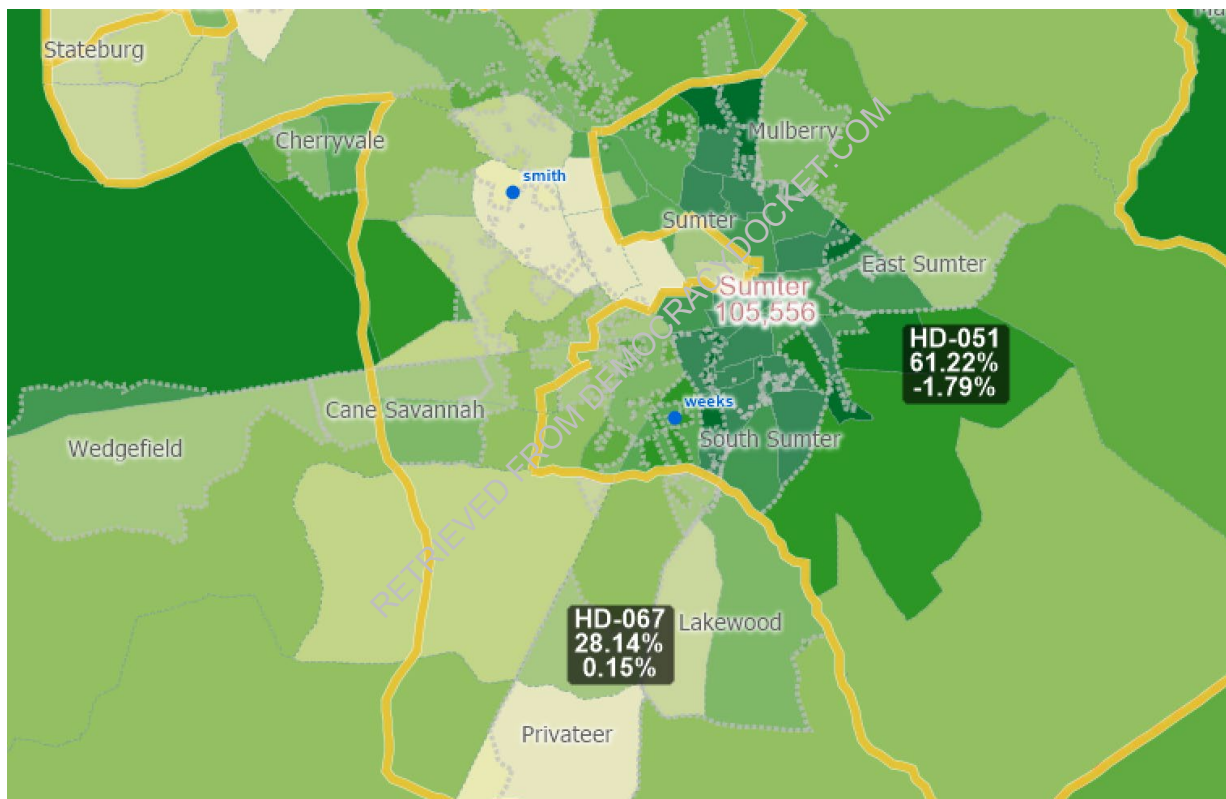 Stateburg
Cherryvale
Mulberry
smith
Sumter
East Sumter
Sumter
105,556
HD-051
61.22%
-1.79%
Cane Savannah
weeks
Wedgefield
South Sumter
HD-067
28.14%
0.15%
Lakewood
Privateer
RETRIEVED FROM DEMOCRACYDOCKET.COM